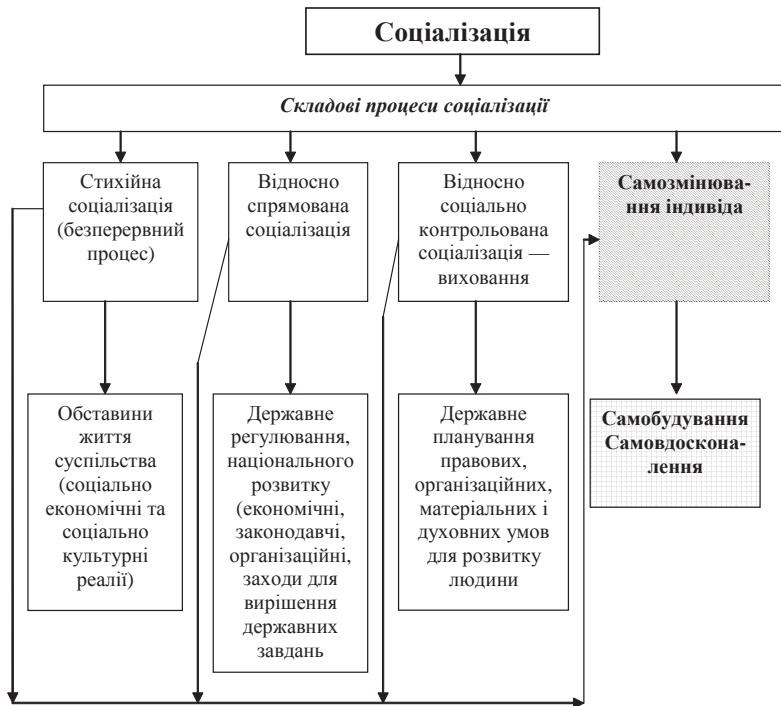 Соціалізація
Складові процеси соціалізації
Стихійна
соціалізація
(безперервний
процес)
Відносно
спрямована
соціалізація
Відносно
соціально
контрольована
соціалізація —
виховання
Самозмінюва-
ння індивіда
Обставини
життя
суспільства
(соціально
економічні та
соціально
культурні
реалії)
Державне
регулювання,
національного
розвитку
(економічні,
законодавчі,
організаційні,
заходи для
вирішення
державних
завдань
Державне
планування
правових,
організаційних,
матеріальних і
духовних умов
для розвитку
людини
Самобудування
Самовдоскона-
лення